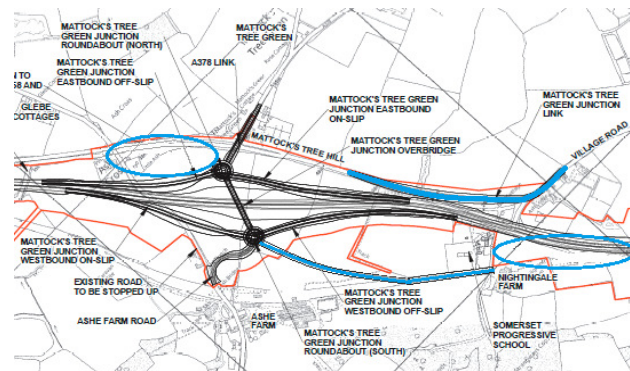 MATTOCK'S TREE
GREEN JUNCTION
ROUNDABOUT (NORTH)
MATTOCK'S
TREE GREEN
MATTOCK'S TREE
GREEN JUNCTION
EASTBOUND OFF-SLIP
A378 LINK
N TO
58 AND
GLEBE
COTTAGES
MATTOCK'S TREE GREEN
JUNCTION EASTBOUND
ON-SLIP
MATTOCK'S TREE GREEN
JUNCTION LINK
MATTOCK'S TREE HILL
MATTOCK'S TREE GREEN
JUNCTION OVERBRIDGE
VILLAGE ROAD
MATTOCK'S TREE
GREEN JUNCTION
WESTBOUND ON-SLIP
EXISTING ROAD
TO BE STOPPED UP
ASHE FARM ROAD
ASHE
FARM
MATTOCK'S TREE
GREEN JUNCTION
WESTBOUND OFF-SLIP
MATTOCK'S TREE
GREEN JUNCTION
ROUNDABOUT (SOUTH)
NIGHTINGALE
FARM
SOMERSET
PROGRESSIVE
SCHOOL